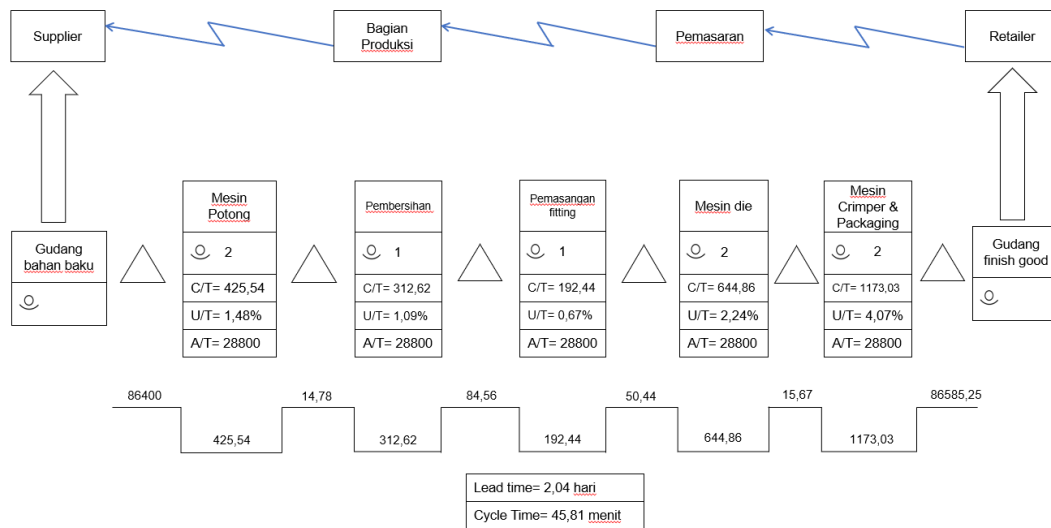 Supplier
Bagian
Produksi
Pemasaran
Retailer
Gudang
bahan baku
Mesin
Potong
2
C/T= 425,54
U/T= 1,48%
A/T= 28800
Pembersihan
1
C/T= 312,62
U/T= 1,09%
A/T= 28800
Pemasangan
fitting
1
C/T= 192,44
U/T= 0,67%
A/T= 28800
Mesin die
2
C/T= 644,86
U/T= 2,24%
A/T= 28800
Mesin
Crimper &
Packaging
2
C/T= 1173,03
U/T= 4,07%
A/T= 28800
Gudang
finish good
86400
14,78
84,56
50,44
15,67
86585,25
425,54
312,62
192,44
644,86
1173,03
Lead time= 2,04 hari
Cycle Time= 45,81 menit